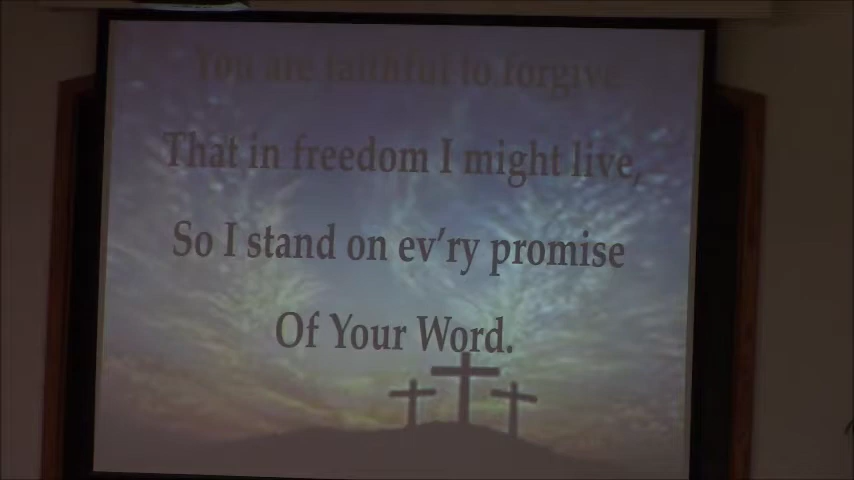 You are faithful to forgive
That in freedom I might live,
So I stand on ev'ry promise
Of Your Word.